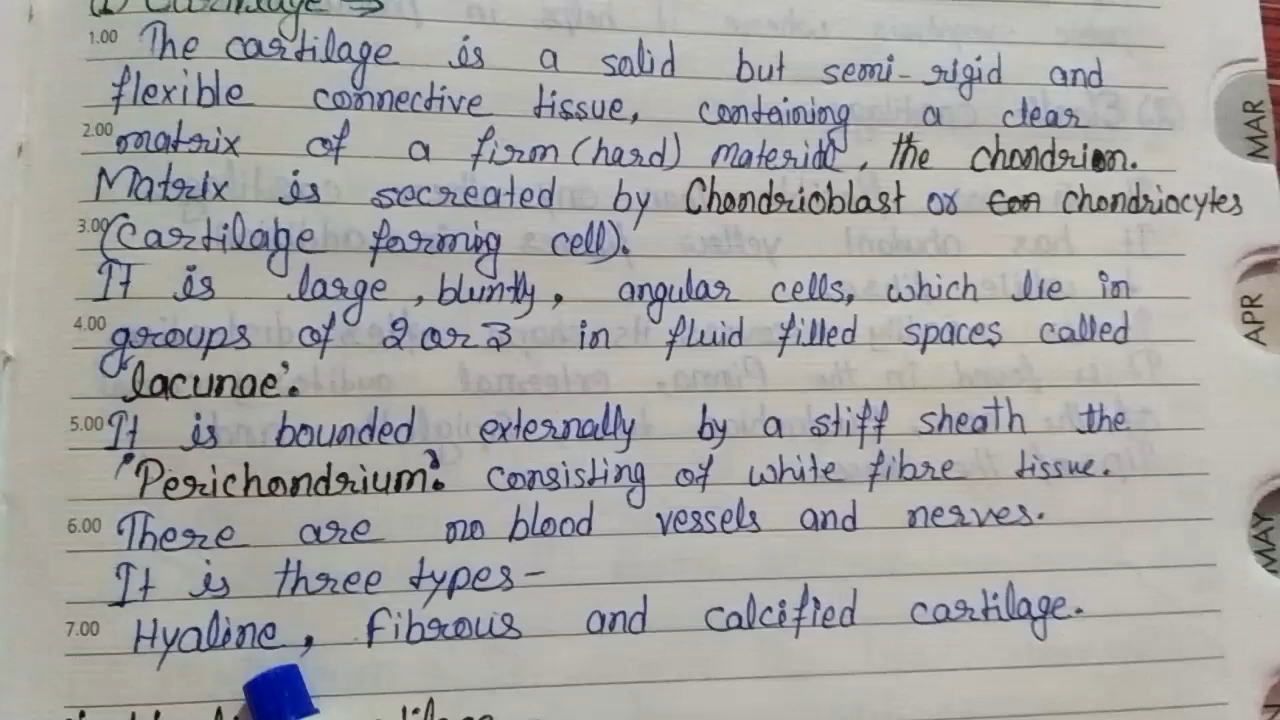 (1) Cartilage →
1.00 The cartilage is a solid but semi-rigid and
flexible connective tissue, containing a clear
2.00 matrix of a firm (hard) material, the chondrion.
Matrix is secreated by Chondrioblast or chondriocytes
3.00 (Cartilage forming cell).
It is large, bluntly, angular cells, which lie in
4.00 groups of 2 or 3 in fluid filled spaces called
"lacunae".
5.00 It is bounded externally by a stiff sheath the
"Perichondrium". consisting of white fibre tissue.
6.00 There are no blood vessels and nerves.
It is three types-
7.00 Hyaline, Fibrous and calcified cartilage.
MAR
APR
MAY